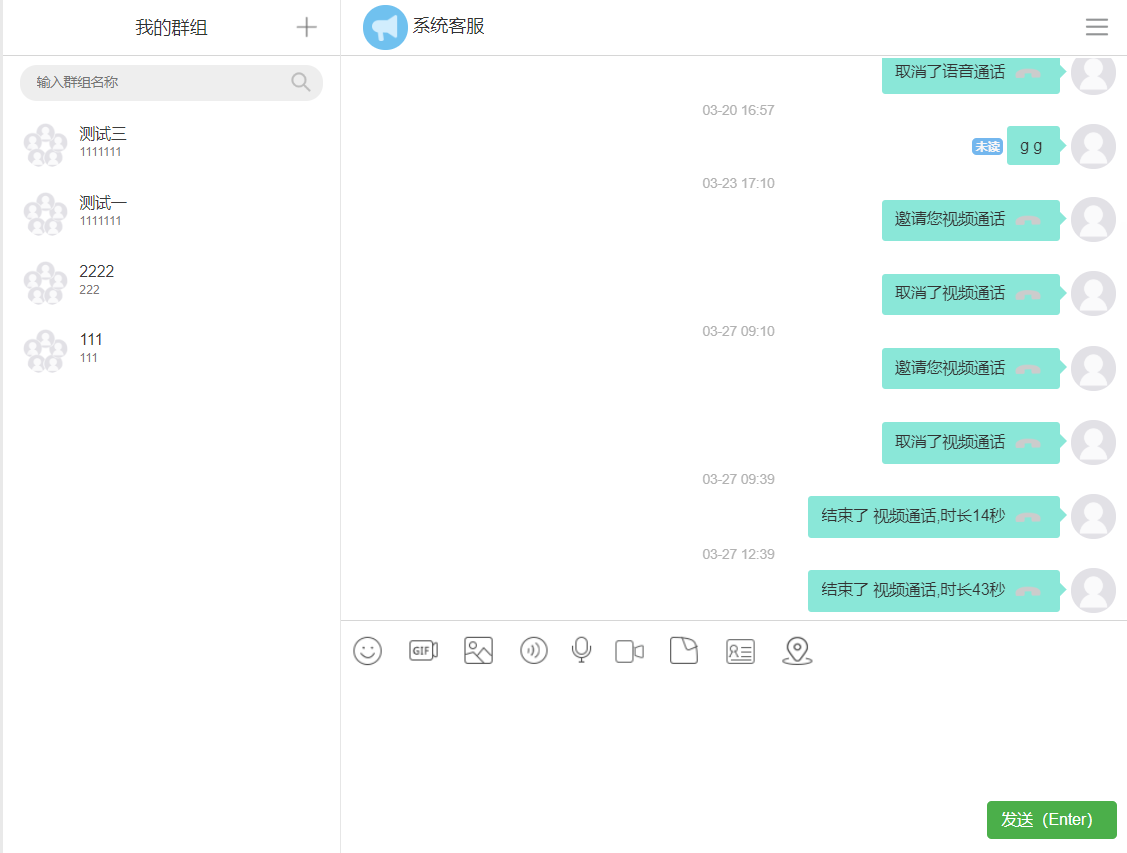 我的群组
输入群组名称
测试三
1111111
测试一
1111111
2222
222
111
111
系统客服
取消了语音通话
03-20 16:57
未读 g g
03-23 17:10
邀请您视频通话
取消了视频通话
03-27 09:10
邀请您视频通话
取消了视频通话
03-27 09:39
结束了 视频通话,时长14秒
03-27 12:39
结束了 视频通话,时长43秒
GIF
发送（Enter）